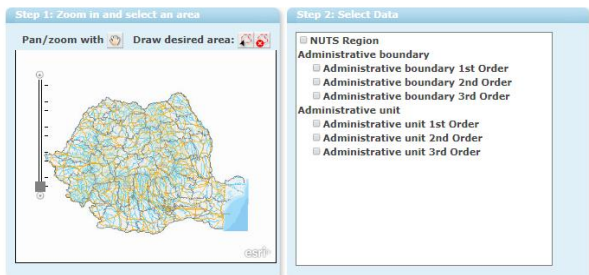 Step 1: Zoom in and select an area
Pan/zoom with
Draw desired area:
esri
Step 2: Select Data
NUTS Region
Administrative boundary
Administrative boundary 1st Order
Administrative boundary 2nd Order
Administrative boundary 3rd Order
Administrative unit
Administrative unit 1st Order
Administrative unit 2nd Order
Administrative unit 3rd Order